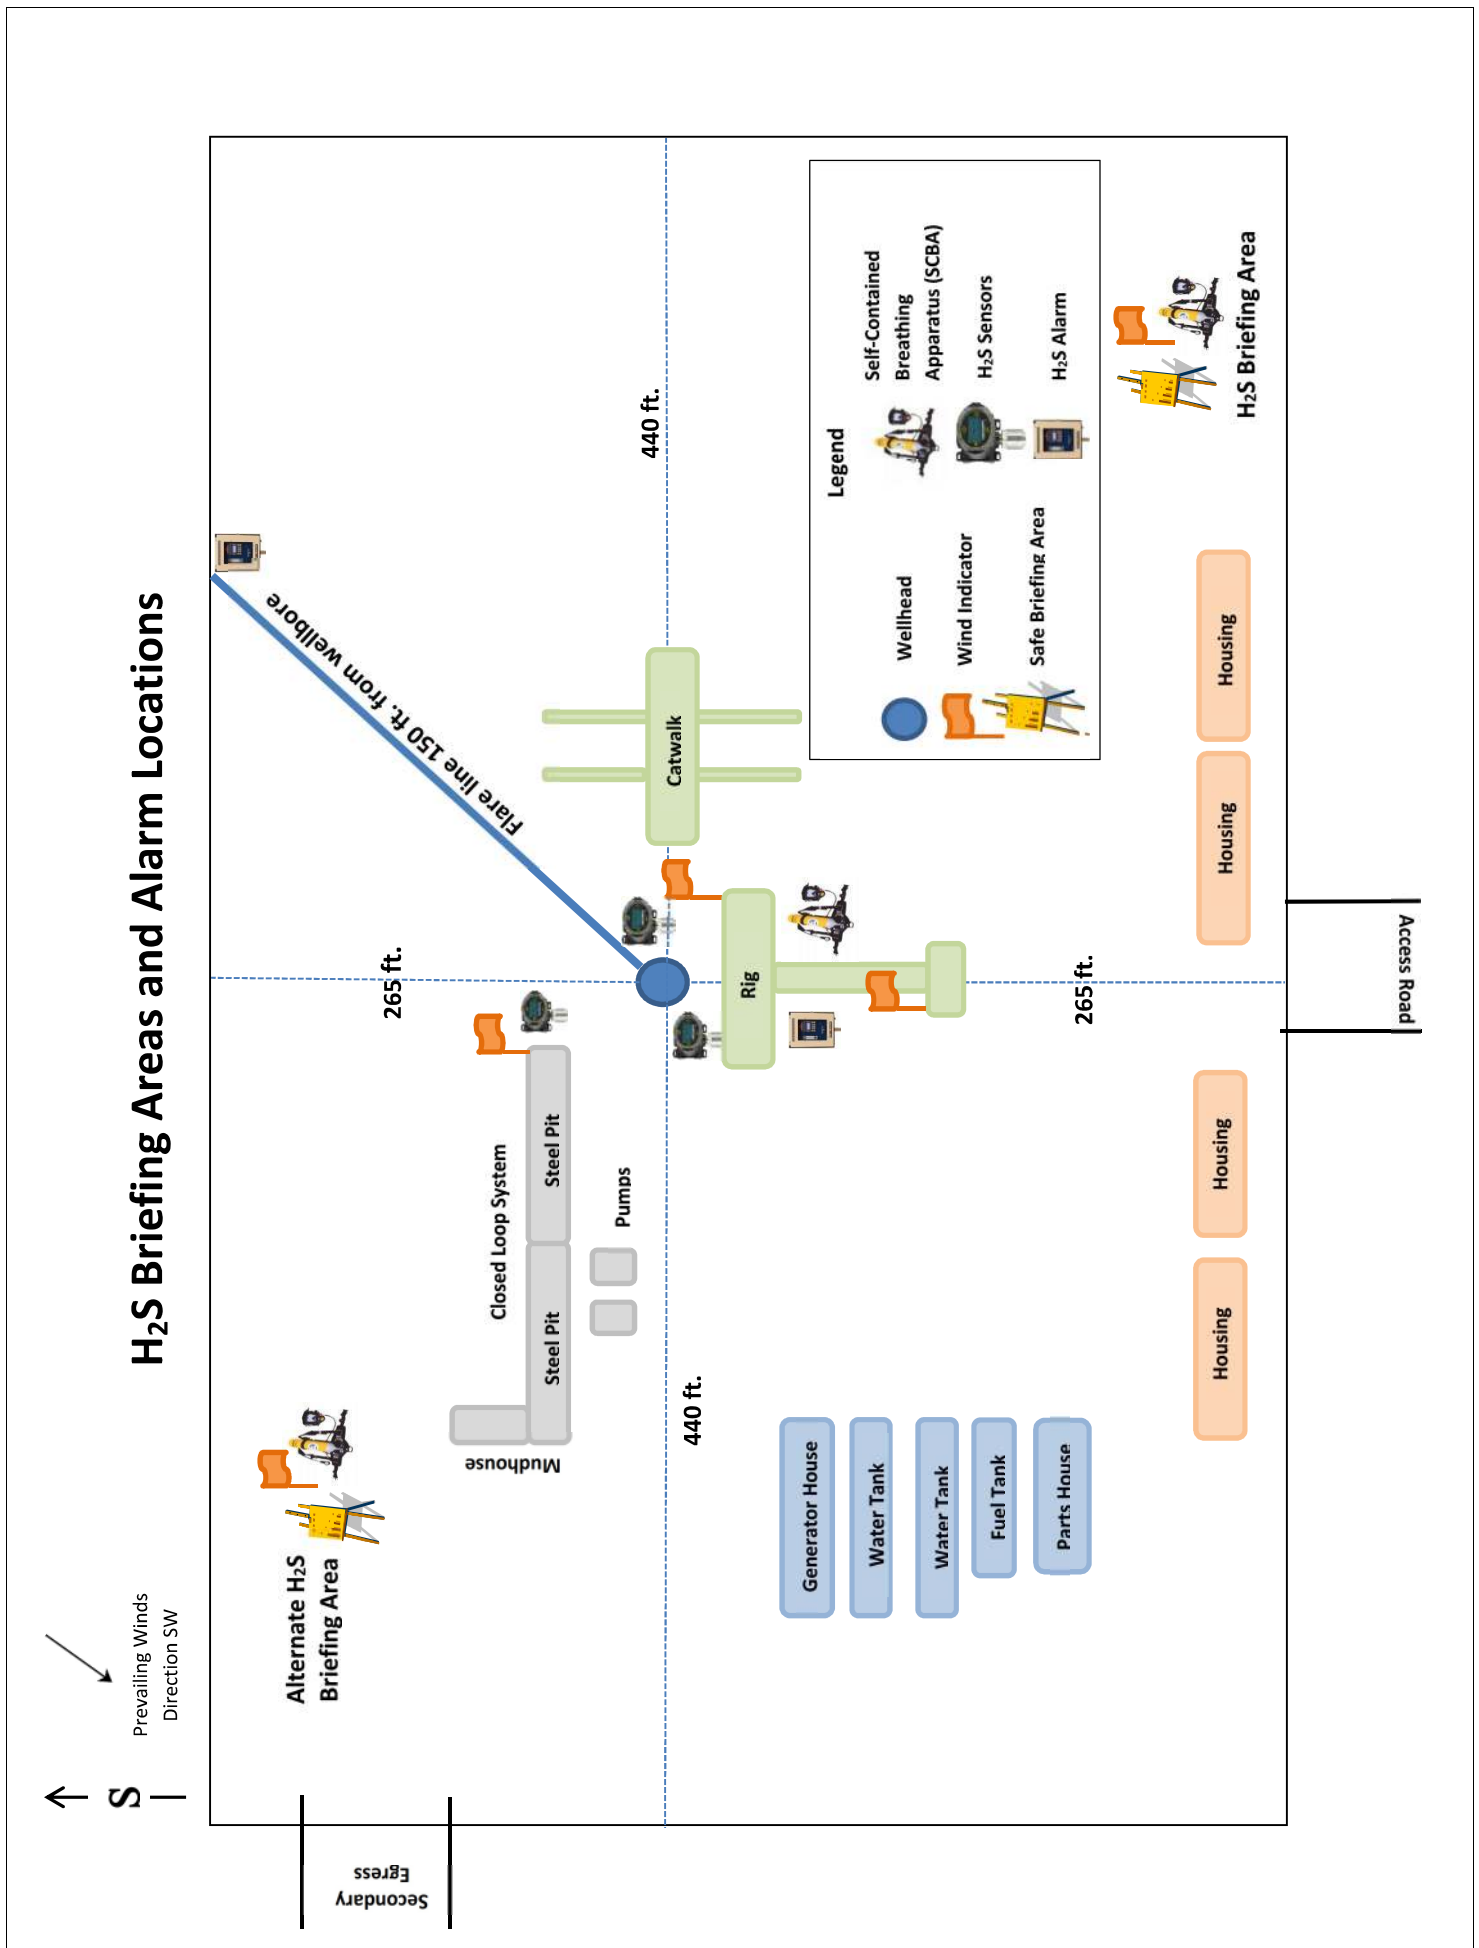 H₂S Briefing Areas and Alarm Locations
S
Prevailing Winds
Direction SW
Secondary
Egress
Alternate H₂S
Briefing Area
Mudhouse
Closed Loop System
Steel Pit
Steel Pit
Pumps
265 ft.
Flare line 150 ft. from wellbore
440 ft.
440 ft.
Catwalk
Rig
265 ft.
Generator House
Water Tank
Water Tank
Fuel Tank
Parts House
Legend
Wellhead
Wind Indicator
Safe Briefing Area
Self-Contained
Breathing
Apparatus (SCBA)
H₂S Sensors
H₂S Alarm
H₂S Briefing Area
Housing
Housing
Housing
Housing
Access Road